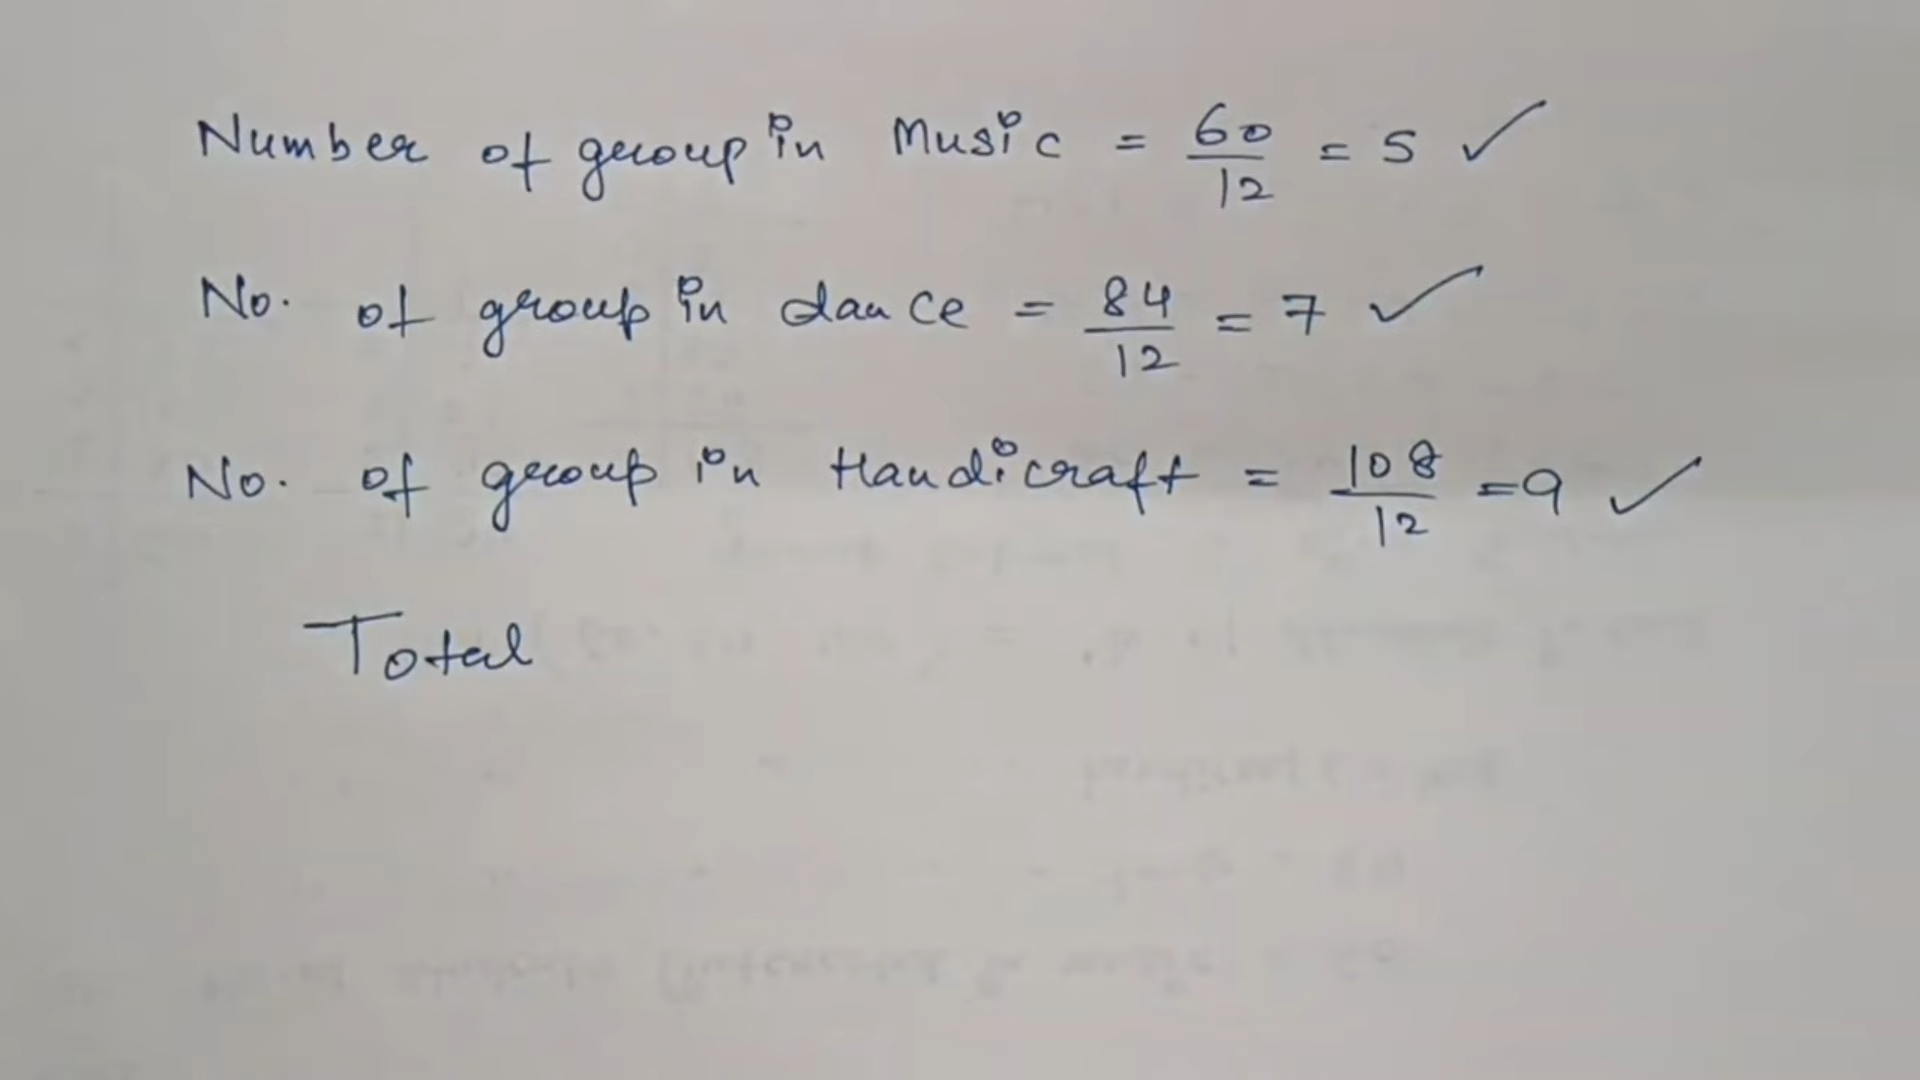 Number of group in Music = 60/12 = 5 ✓
No. of group in dance = 84/12 = 7 ✓
No. of group in Handicraft = 108/12 = 9 ✓
Total